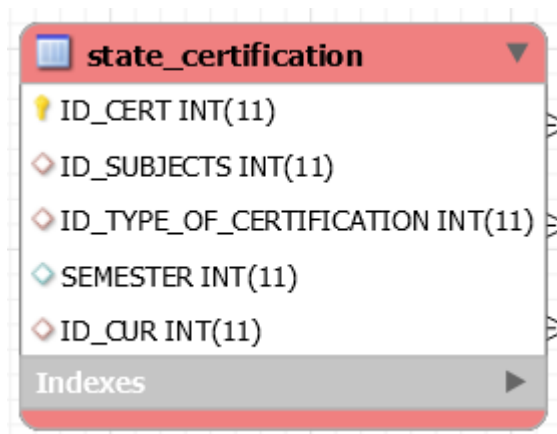 state_certification
ID_CERT INT(11)
ID_SUBJECTS INT(11)
ID_TYPE_OF_CERTIFICATION INT(11)
SEMESTER INT(11)
ID_CUR INT(11)
Indexes